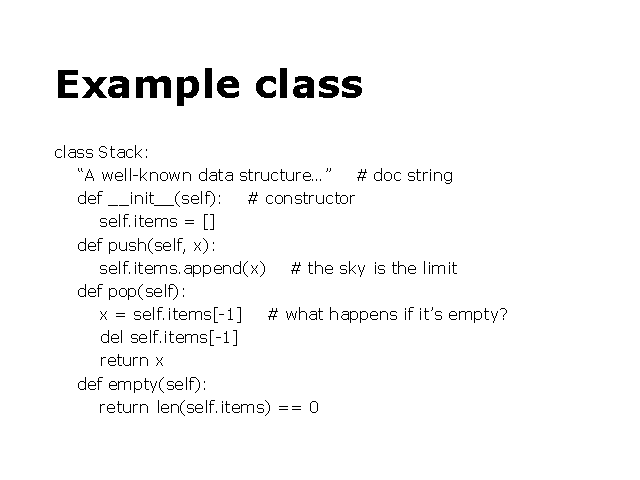 Example class
class Stack:
“A well-known data structure…” # doc string
def __init__(self): # constructor
self.items = []
def push(self, x):
self.items.append(x) # the sky is the limit
def pop(self):
x = self.items[-1] # what happens if it’s empty?
del self.items[-1]
return x
def empty(self):
return len(self.items) == 0